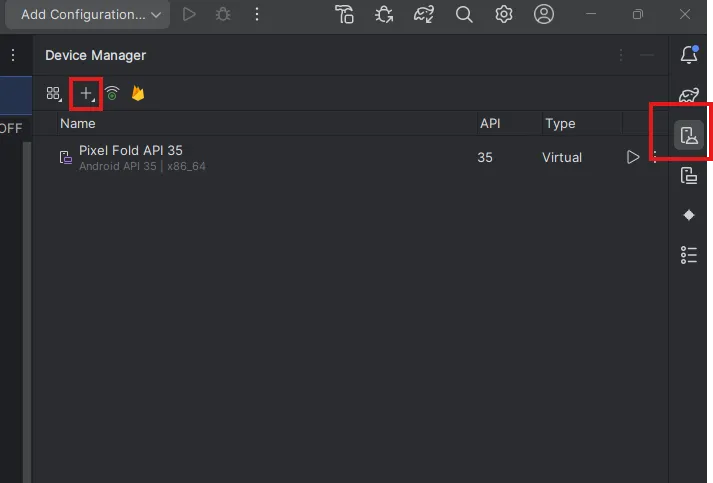 Add Configuration...
Device Manager
OFF
Name API Type
Pixel Fold API 35 35 Virtual
Android API 35 | x86_64